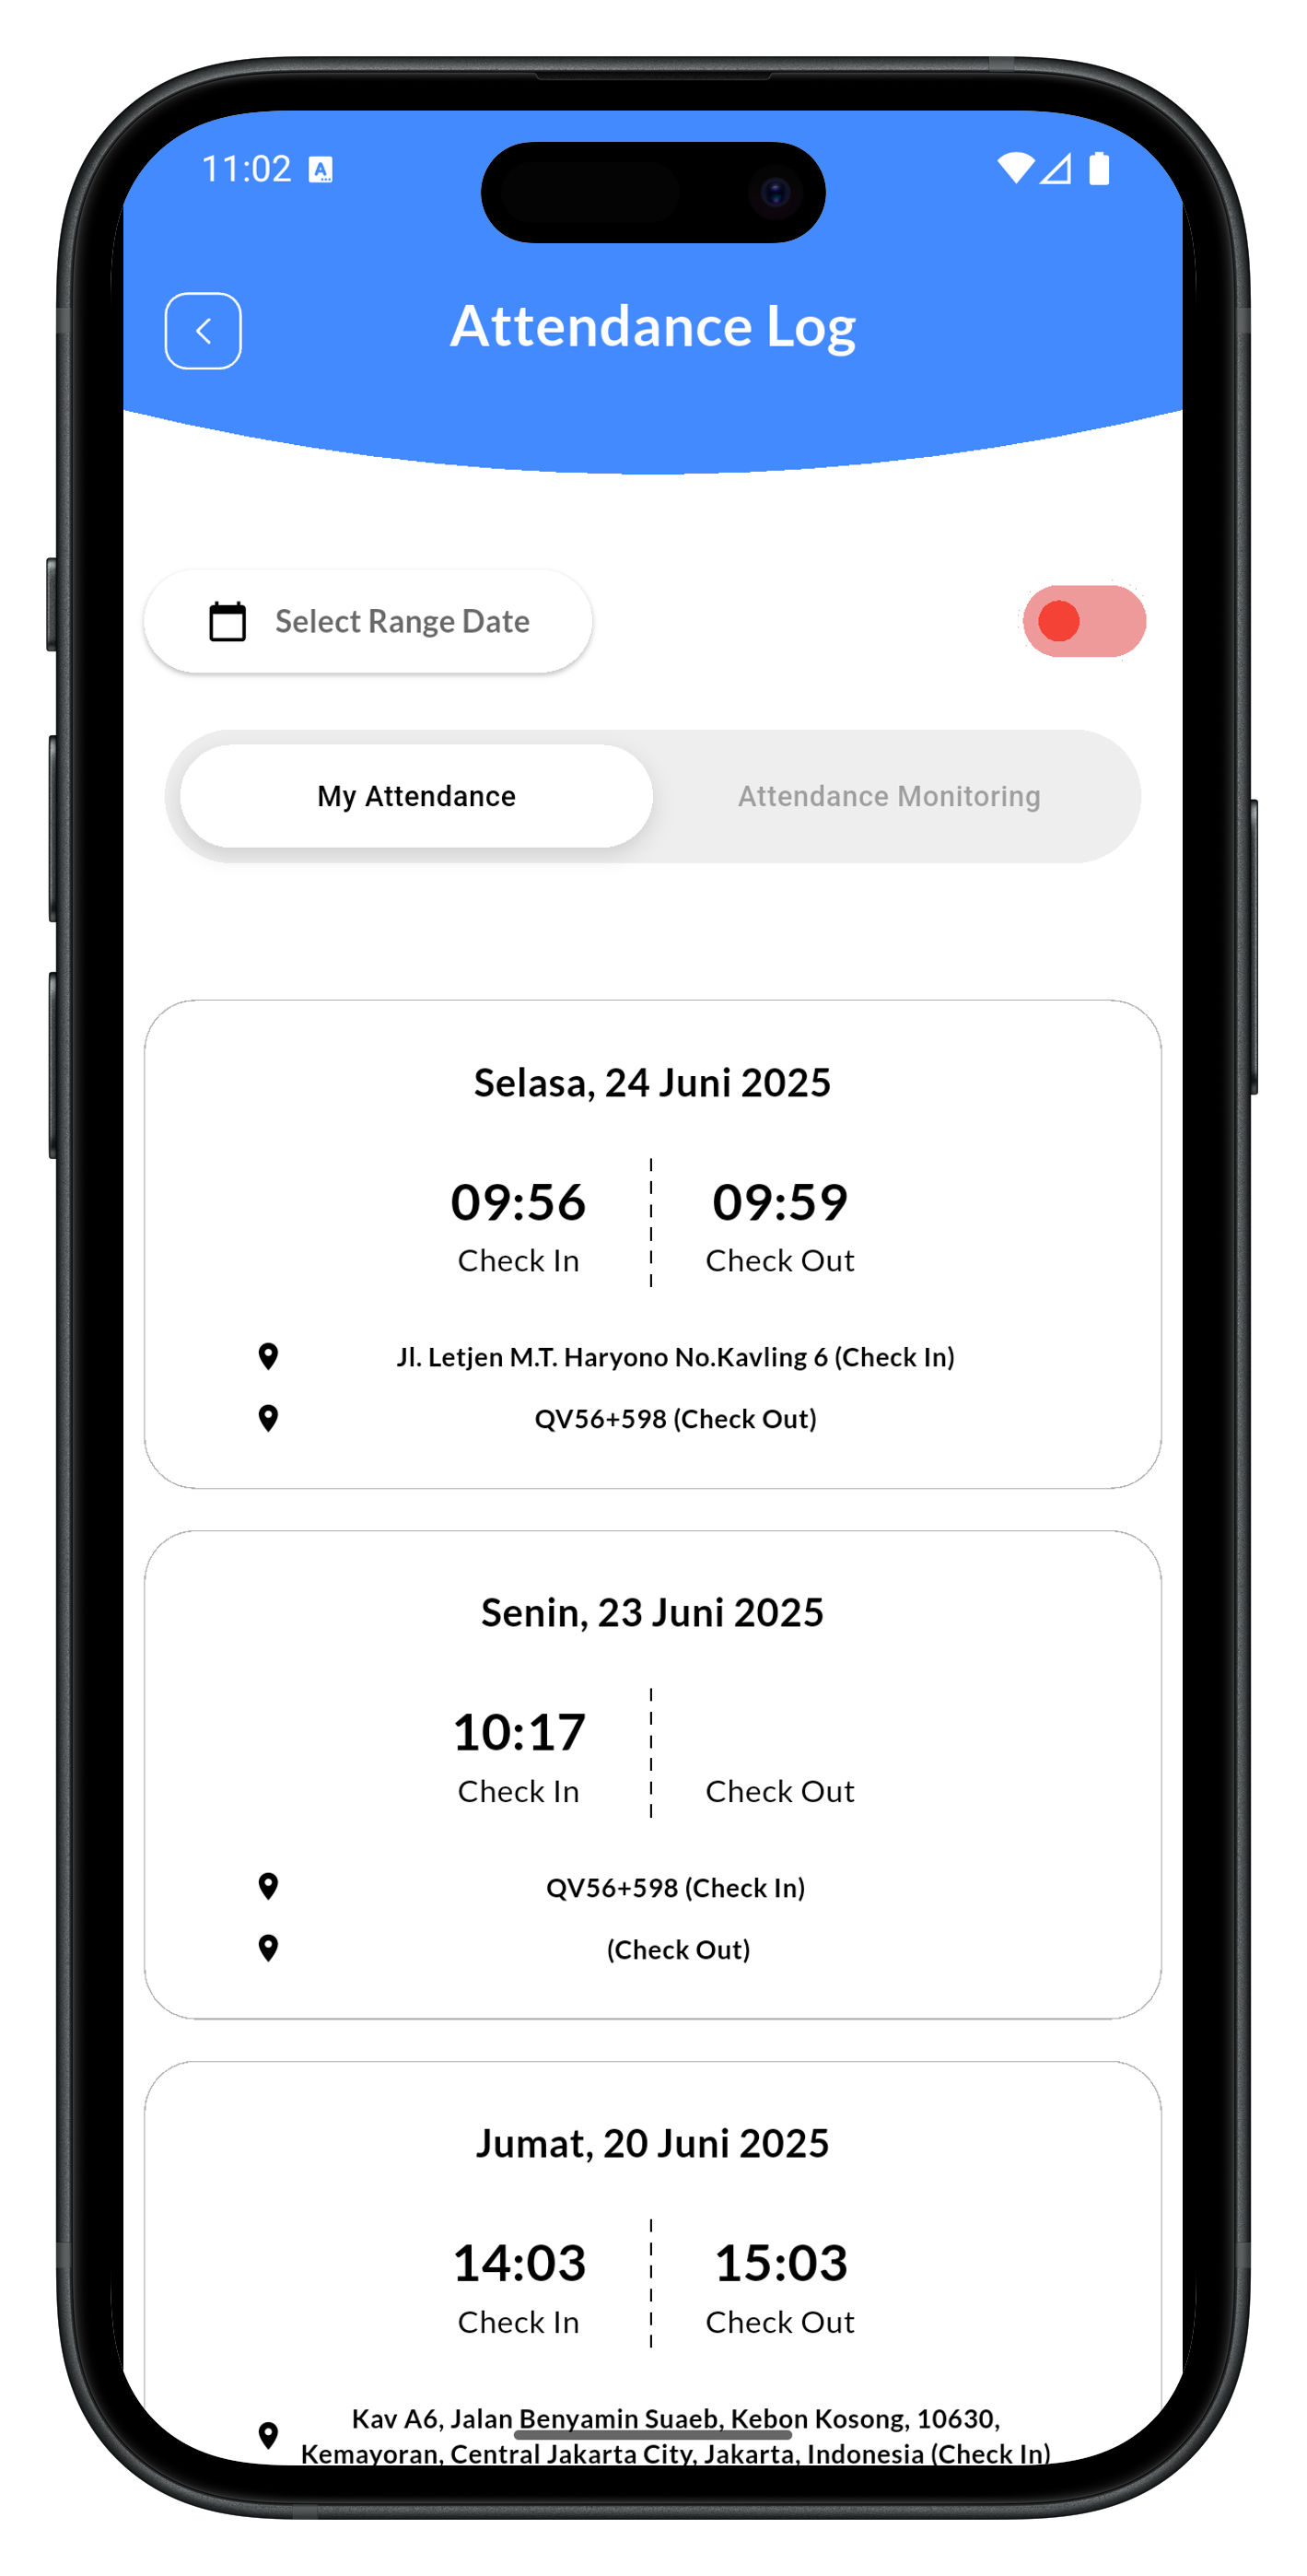 11:02
Attendance Log
Select Range Date
My Attendance
Attendance Monitoring
Selasa, 24 Juni 2025
09:56
09:59
Check In
Check Out
Jl. Letjen M.T. Haryono No.Kavling 6 (Check In)
QV56+598 (Check Out)
Senin, 23 Juni 2025
10:17
Check In
Check Out
QV56+598 (Check In)
(Check Out)
Jumat, 20 Juni 2025
14:03
15:03
Check In
Check Out
Kav A6, Jalan Benyamin Suaeb, Kebon Kosong, 10630,
Kemayoran, Central Jakarta City, Jakarta, Indonesia (Check In)